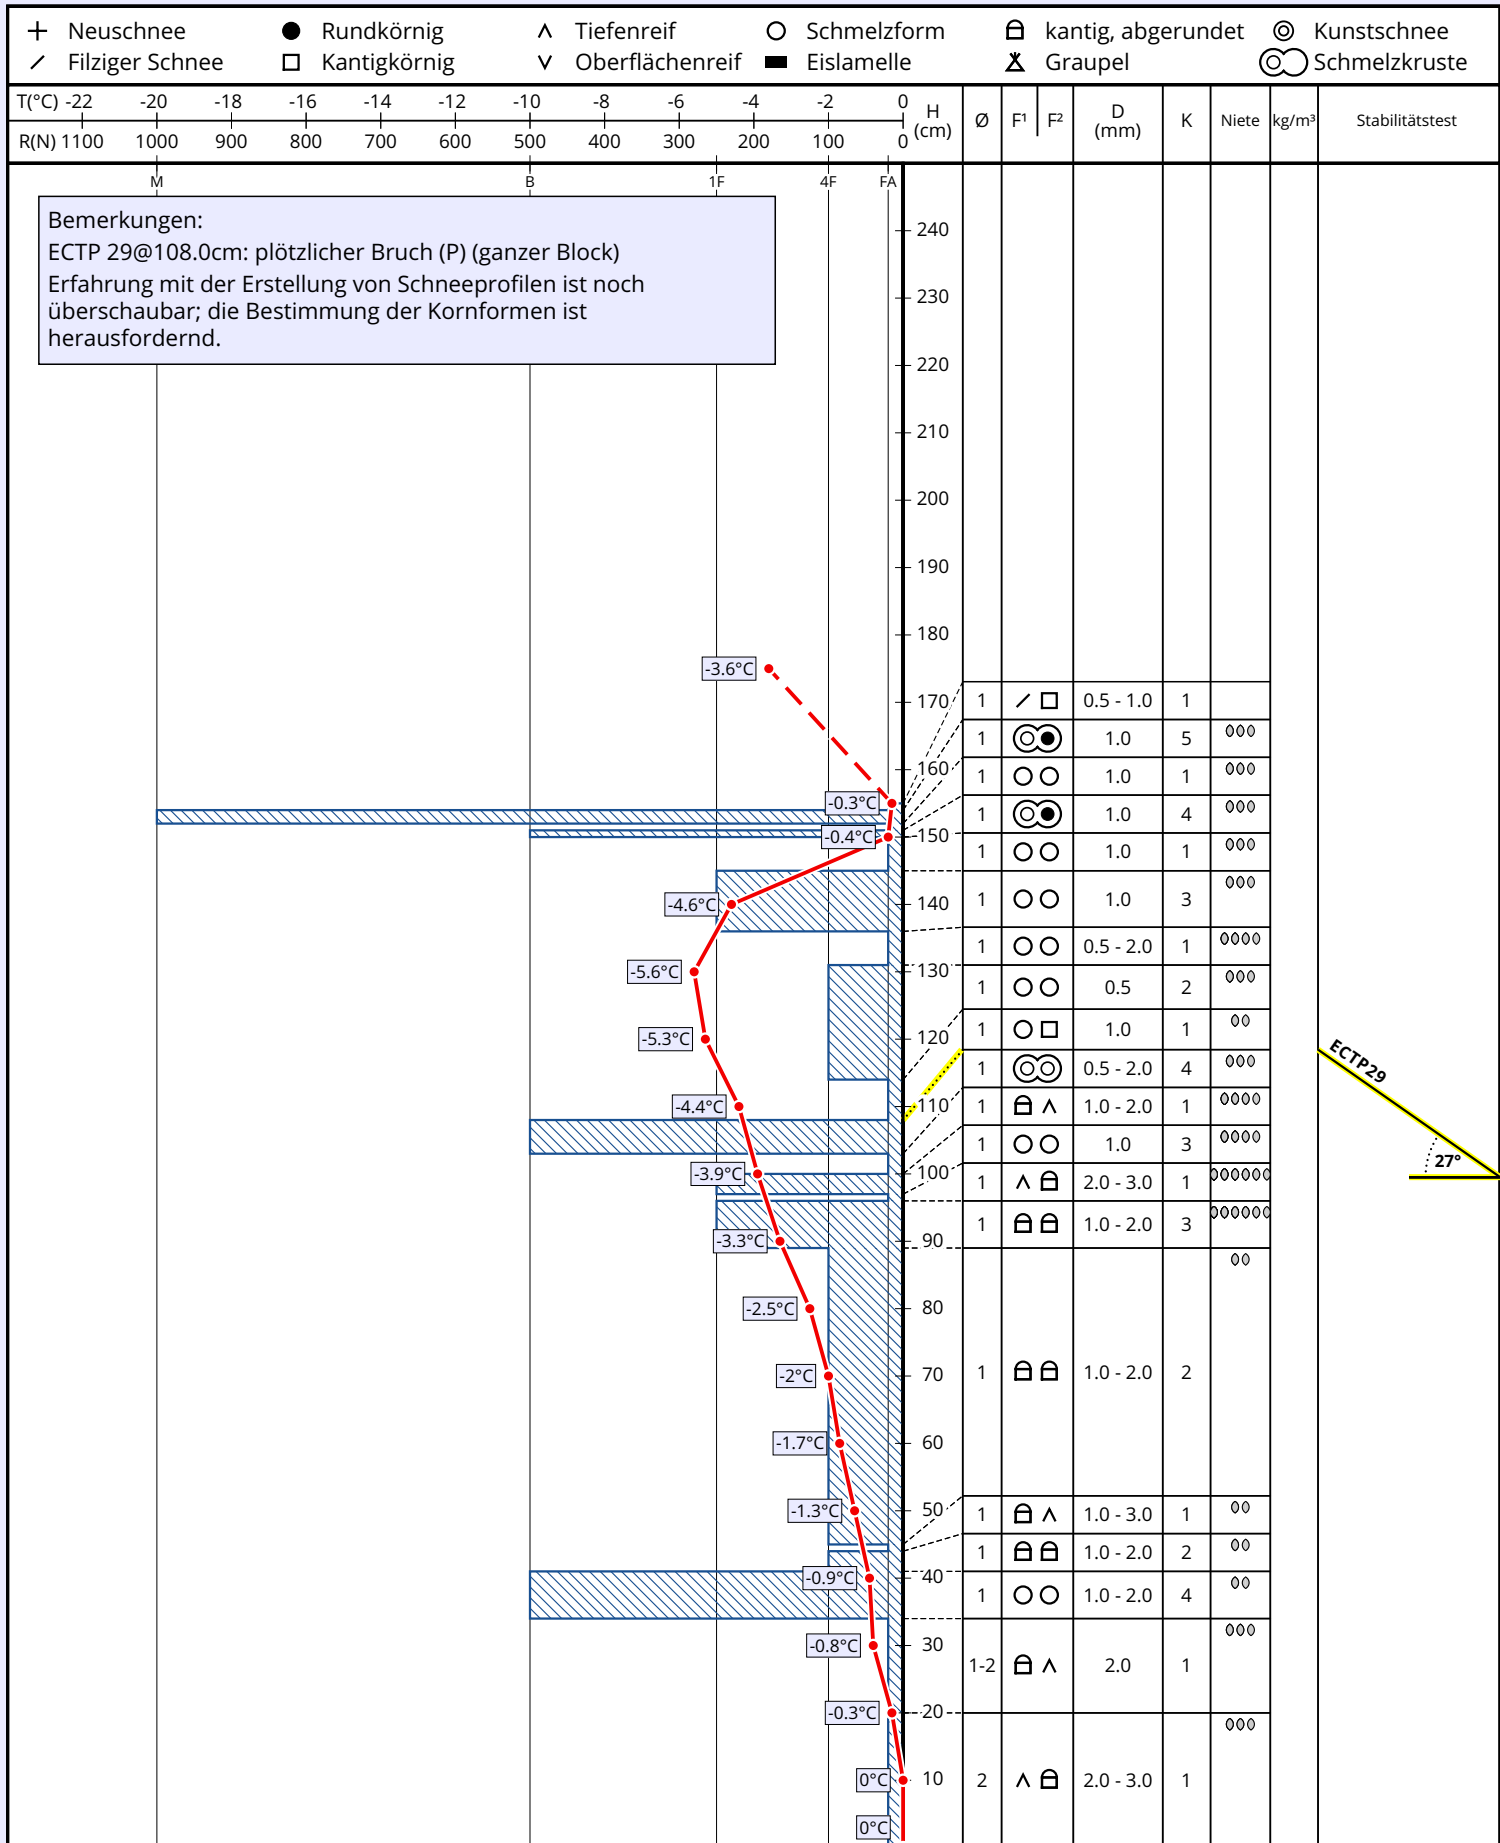 Neuschnee Rundkörnig Tiefenreif Schmelzform kantig, abgerundet Kunstschnee
Filziger Schnee Kantigkörnig Oberflächenreif Eislamelle Graupel Schmelzkruste
T(°C) -22 -20 -18 -16 -14 -12 -10 -8 -6 -4 -2 0
R(N) 1100 1000 900 800 700 600 500 400 300 200 100 0
H (cm) Ø F¹ F² D (mm) K Niete kg/m³ Stabilitätstest
M B 1F 4F FA
Bemerkungen:
ECTP 29@108.0cm: plötzlicher Bruch (P) (ganzer Block)
Erfahrung mit der Erstellung von Schneeprofilen ist noch
überschaubar; die Bestimmung der Kornformen ist
herausfordernd.
240
230
220
210
200
190
180
-3.6°C
170 1 0.5 - 1.0 1
1 1.0 5
160 1 1.0 1
-0.3°C 1 1.0 4
-0.4°C 150 1 1.0 1
-4.6°C 140 1 1.0 3
1 0.5 - 2.0 1
-5.6°C 130 1 0.5 2
-5.3°C 120 1 1.0 1
ECTP29
1 0.5 - 2.0 4
-4.4°C 110 1 1.0 - 2.0 1
1 1.0 3
27°
-3.9°C 100 1 2.0 - 3.0 1
1 1.0 - 2.0 3
-3.3°C 90
-2.5°C 80
-2°C 70 1 1.0 - 2.0 2
-1.7°C 60
-1.3°C 50 1 1.0 - 3.0 1
1 1.0 - 2.0 2
-0.9°C 40 1 1.0 - 2.0 4
-0.8°C 30
1-2 2.0 1
-0.3°C 20
0°C 10 2 2.0 - 3.0 1
0°C